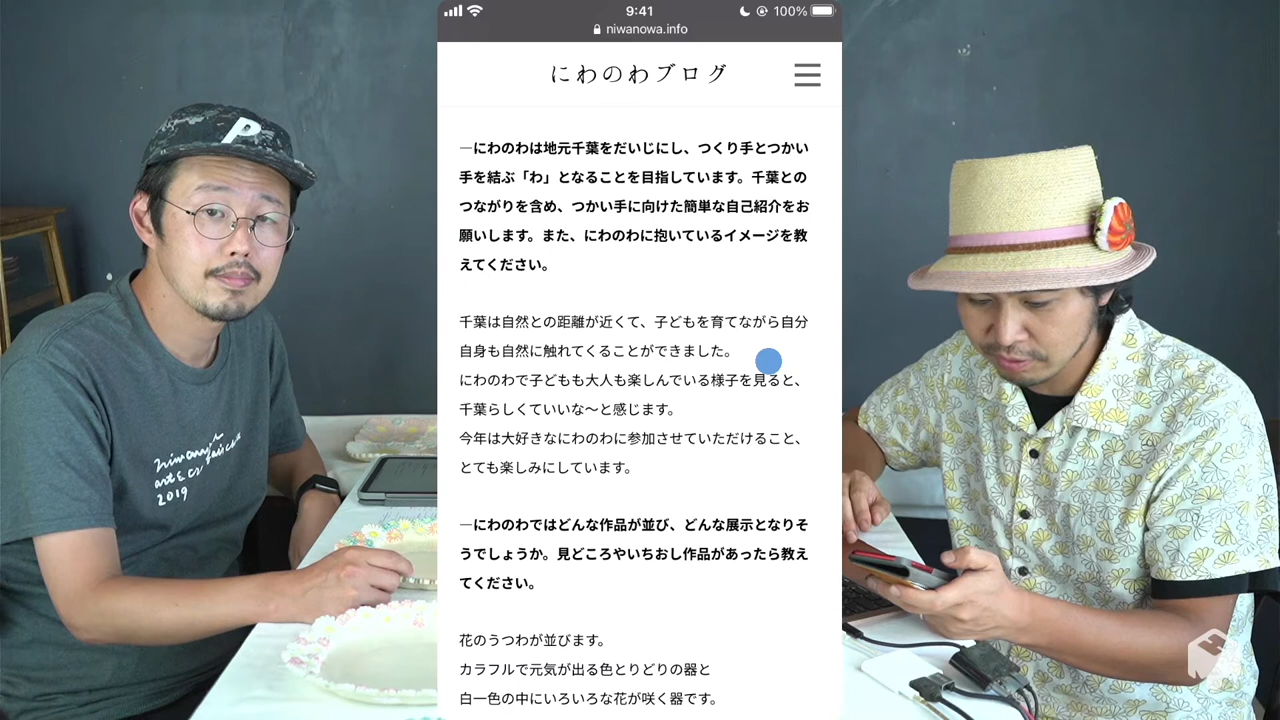 9:41
100%
niwanowa.info
にわのわブログ
―にわのわは地元千葉をだいじにし、つくり手とつかい
手を結ぶ「わ」となることを目指しています。千葉との
つながりを含め、つかい手に向けた簡単な自己紹介をお
願いします。また、にわのわに抱いているイメージを教
えてください。
千葉は自然との距離が近くて、子どもを育てながら自分
自身も自然に触れてくることができました。
にわのわで子どもも大人も楽しんでいる様子を見ると、
千葉らしくていいな〜と感じます。
今年は大好きなにわのわに参加させていただけること、
とても楽しみにしています。
―にわのわではどんな作品が並び、どんな展示となりそ
うでしょうか。見どころやいちおし作品があったら教え
てください。
花のうつわが並びます。
カラフルで元気が出る色とりどりの器と
白一色の中にいろいろな花が咲く器です。
P
niwanowa
art & craft fair chiba
2019